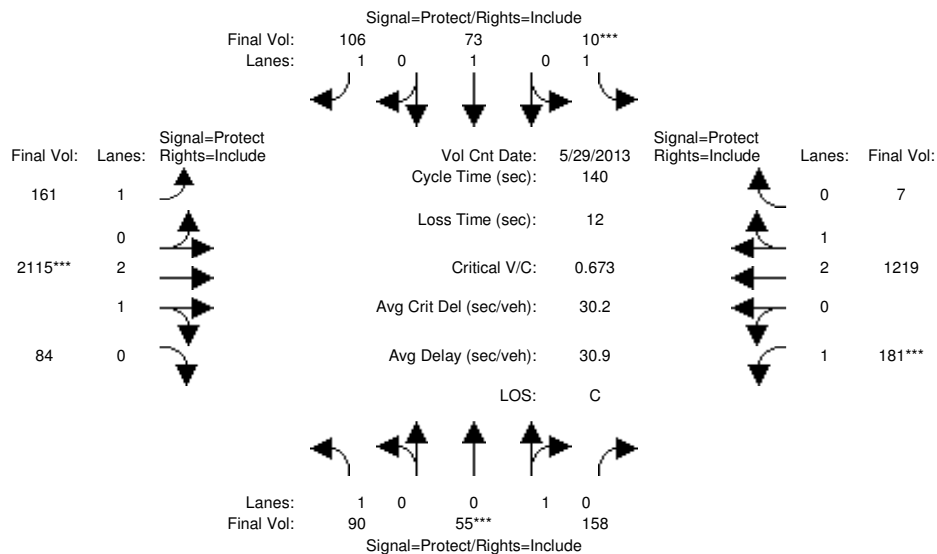 Signal=Protect/Rights=Include
Final Vol: 106 73 10***
Lanes: 1 0 1 0 1
Signal=Protect
Final Vol: Lanes: Rights=Include
Vol Cnt Date: 5/29/2013
Signal=Protect
Rights=Include Lanes: Final Vol:
Cycle Time (sec): 140
161 1
0 7
Loss Time (sec): 12
0
1
2115*** 2
Critical V/C: 0.673
2 1219
1
Avg Crit Del (sec/veh): 30.2
0
84 0
Avg Delay (sec/veh): 30.9
1 181***
LOS: C
Lanes: 1 0 0 1 0
Final Vol: 90 55*** 158
Signal=Protect/Rights=Include